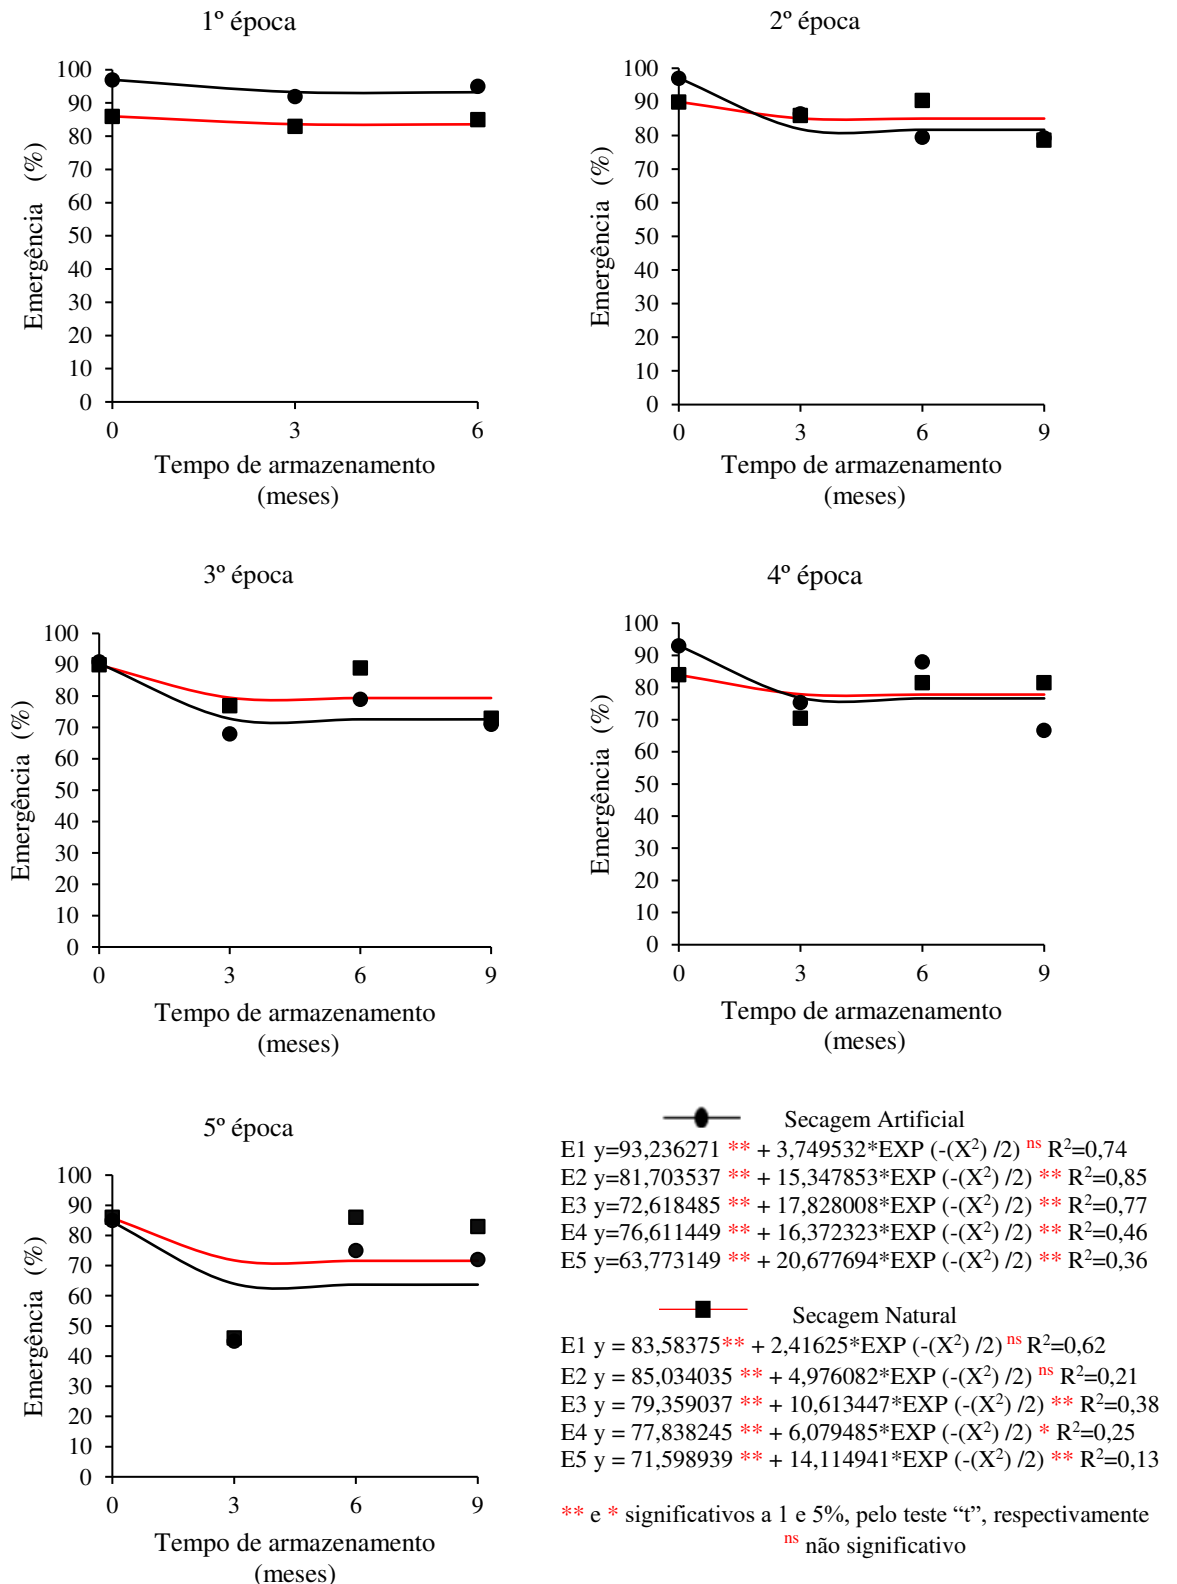 1º época
100
90
80
70
60
50
40
30
20
10
0
Emergência (%)
0 3 6
Tempo de armazenamento
(meses)
2º época
100
90
80
70
60
50
40
30
20
10
0
Emergência (%)
0 3 6 9
Tempo de armazenamento
(meses)
3º época
100
90
80
70
60
50
40
30
20
10
0
Emergência (%)
0 3 6 9
Tempo de armazenamento
(meses)
4º época
100
90
80
70
60
50
40
30
20
10
0
Emergência (%)
0 3 6 9
Tempo de armazenamento
(meses)
5º época
100
90
80
70
60
50
40
30
20
10
0
Emergência (%)
0 3 6 9
Tempo de armazenamento
(meses)
Secagem Artificial
E1 y=93,236271 ** + 3,749532*EXP (-(X²) /2) ns R²=0,74
E2 y=81,703537 ** + 15,347853*EXP (-(X²) /2) ** R²=0,85
E3 y=72,618485 ** + 17,828008*EXP (-(X²) /2) ** R²=0,77
E4 y=76,611449 ** + 16,372323*EXP (-(X²) /2) ** R²=0,46
E5 y=63,773149 ** + 20,677694*EXP (-(X²) /2) ** R²=0,36
Secagem Natural
E1 y = 83,58375** + 2,41625*EXP (-(X²) /2) ns R²=0,62
E2 y = 85,034035 ** + 4,976082*EXP (-(X²) /2) ns R²=0,21
E3 y = 79,359037 ** + 10,613447*EXP (-(X²) /2) ** R²=0,38
E4 y = 77,838245 ** + 6,079485*EXP (-(X²) /2) * R²=0,25
E5 y = 71,598939 ** + 14,114941*EXP (-(X²) /2) ** R²=0,13
** e * significativos a 1 e 5%, pelo teste “t”, respectivamente
ns não significativo